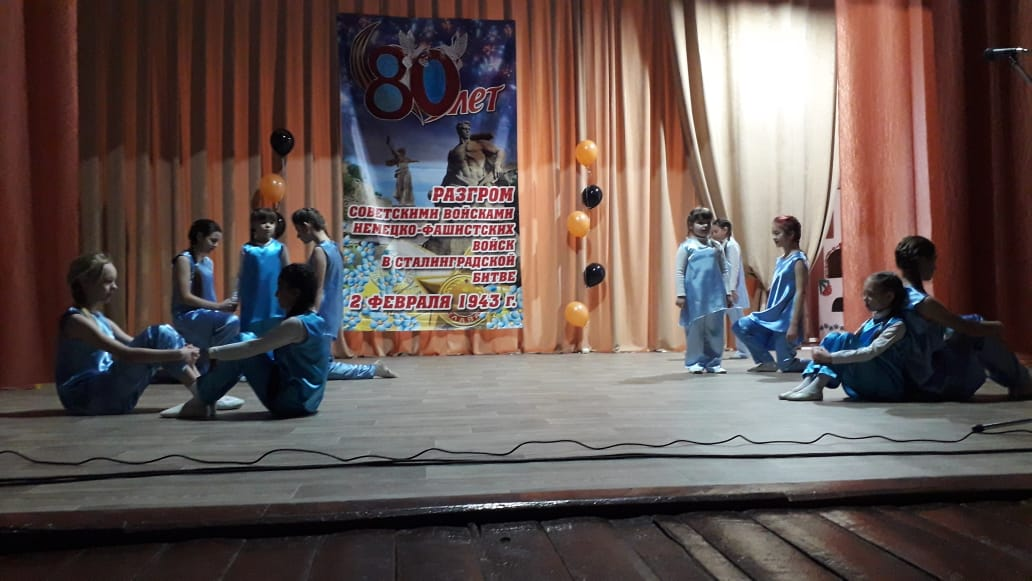 80 лет
РАЗГРОМ
СОВЕТСКИМИ ВОЙСКАМИ
НЕМЕЦКО-ФАШИСТСКИХ
ВОЙСК
В СТАЛИНГРАДСКОЙ
БИТВЕ
2 ФЕВРАЛЯ 1943 г.